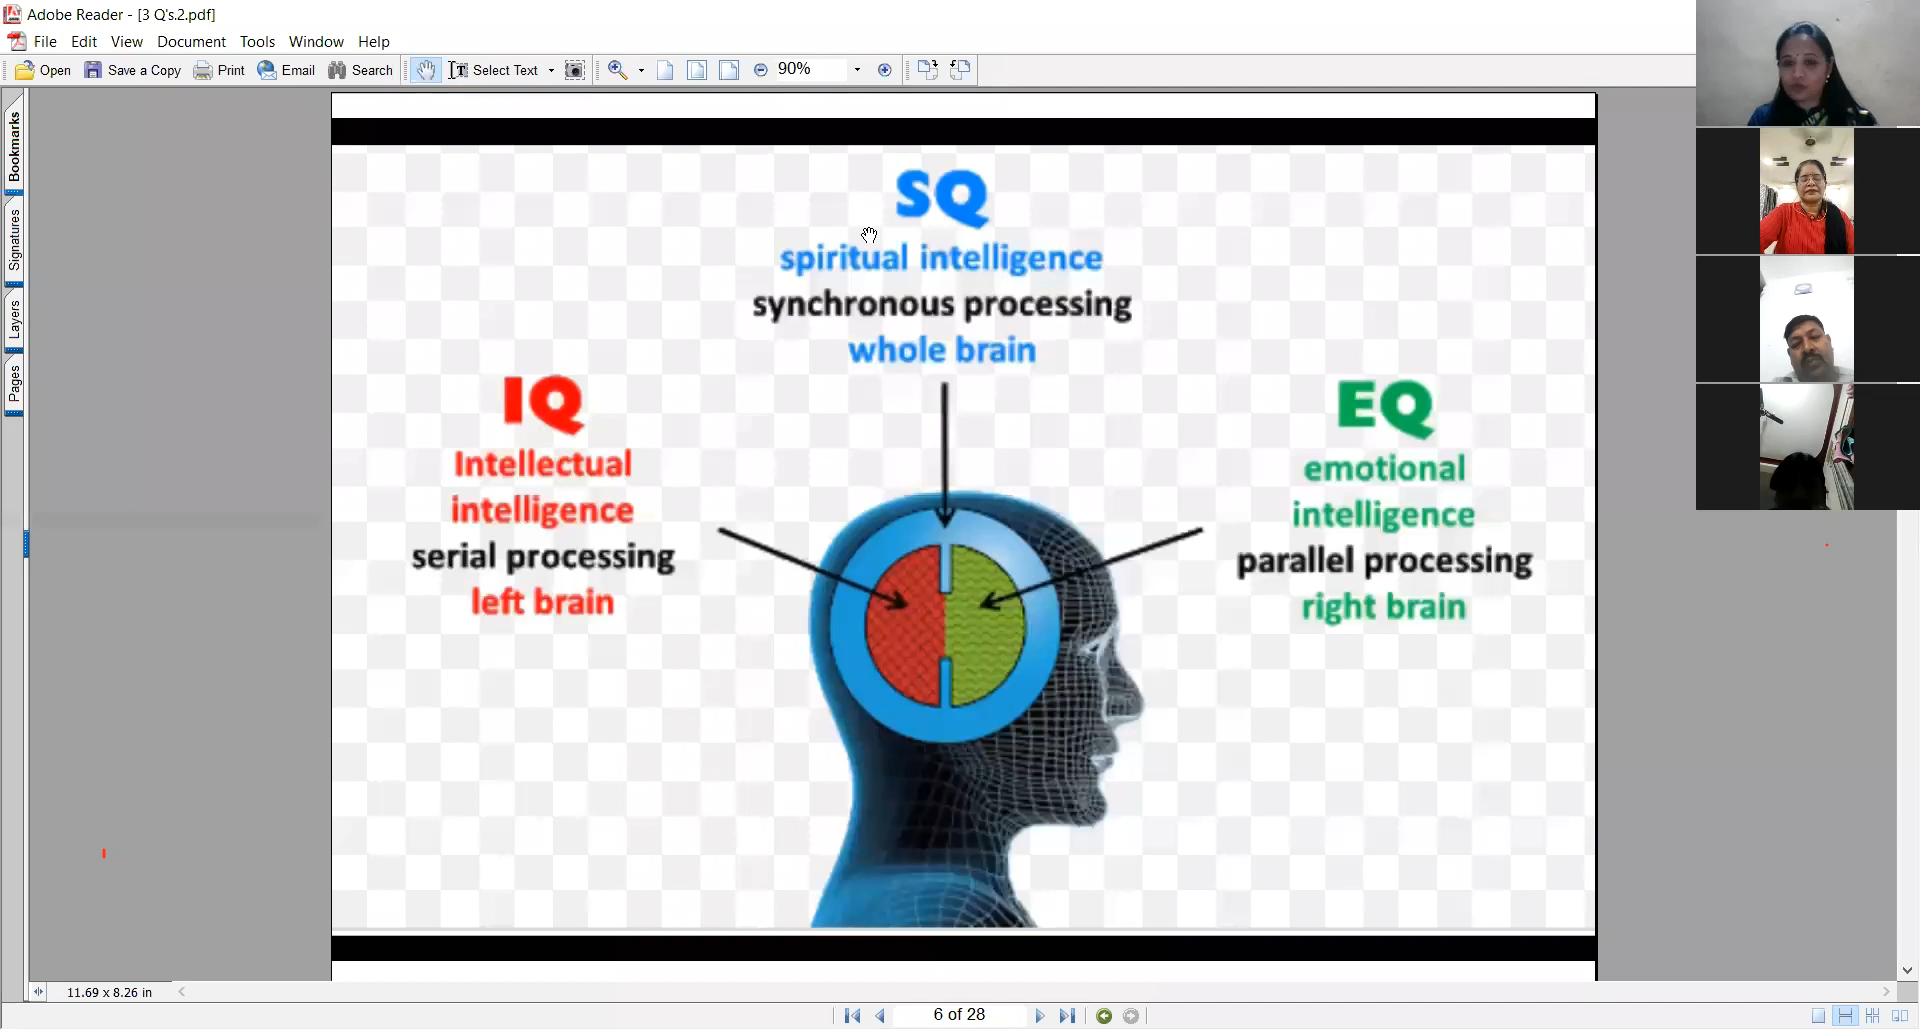 Adobe Reader - [3 Q's.2.pdf]
File Edit View Document Tools Window Help
Open Save a Copy Print Email Search Select Text 90%
Bookmarks
Signatures
Layers
Pages
SQ
spiritual intelligence
synchronous processing
whole brain
IQ
Intellectual
intelligence
serial processing
left brain
EQ
emotional
intelligence
parallel processing
right brain
11.69 x 8.26 in
6 of 28